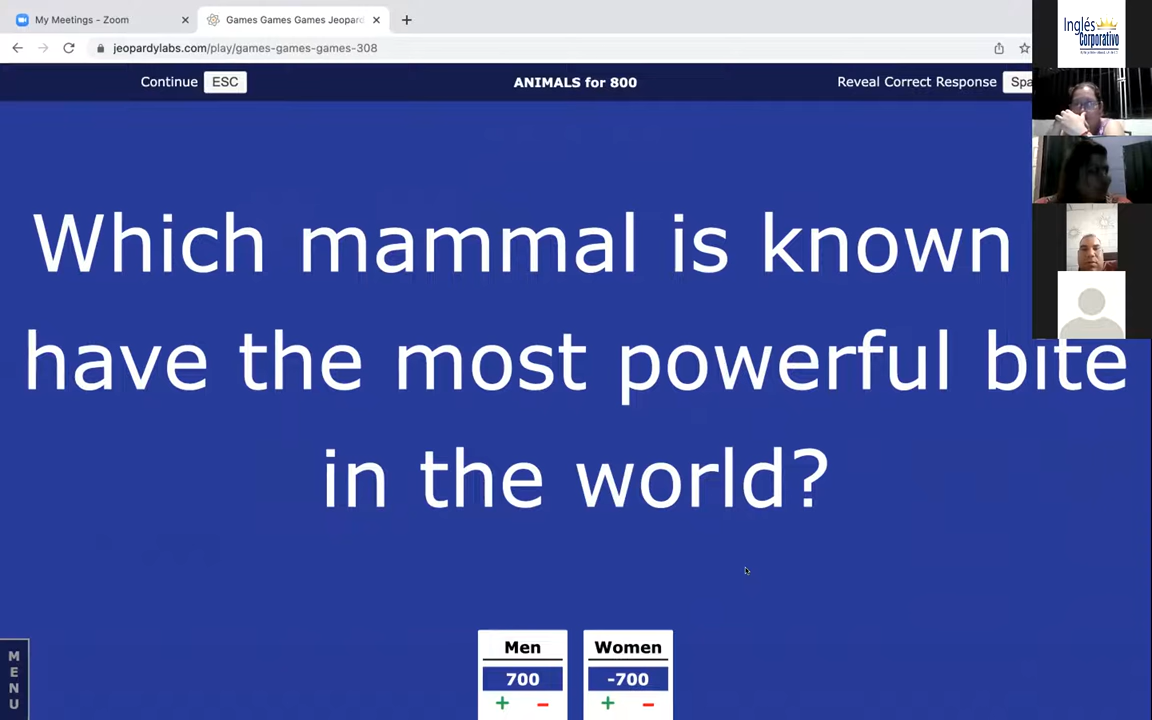 My Meetings - Zoom
Games Games Games Jeopard
jeopardylabs.com/play/games-games-games-308
Inglés
Corporativo
Continue ESC
ANIMALS for 800
Reveal Correct Response Spa
Which mammal is known
have the most powerful bite
in the world?
MENU
Men
700
+ −
Women
-700
+ −